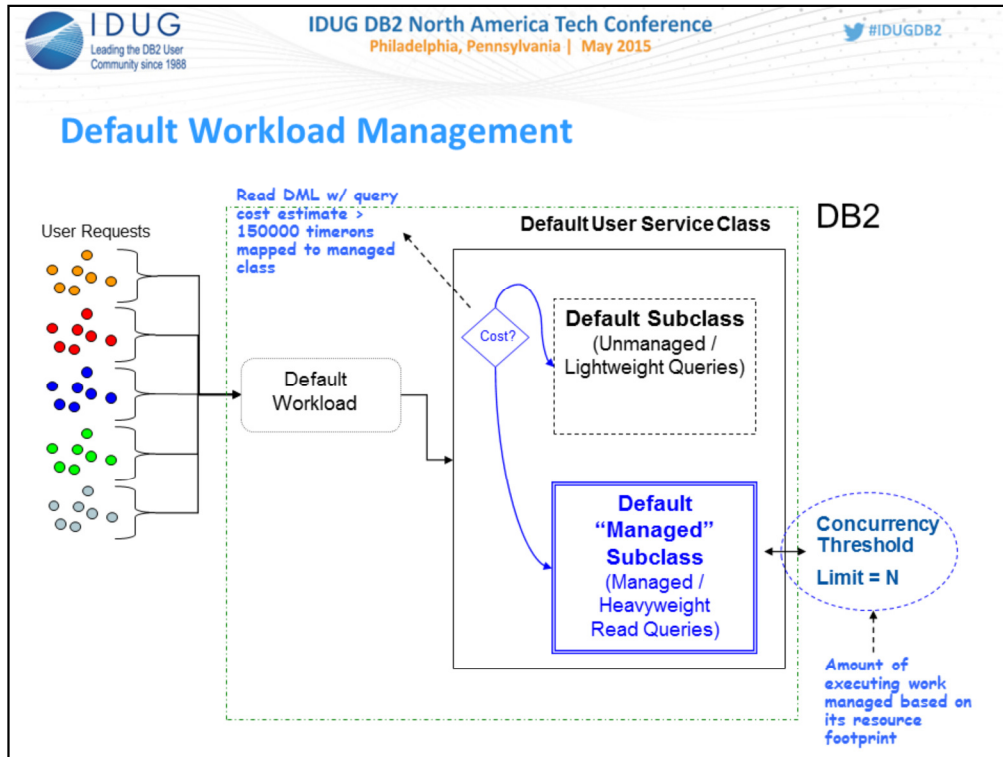 IDUG
Leading the DB2 User
Community since 1988
IDUG DB2 North America Tech Conference
Philadelphia, Pennsylvania | May 2015
#IDUGDB2
Default Workload Management
Read DML w/ query
cost estimate >
150000 timerons
mapped to managed
class
User Requests
Default User Service Class
DB2
Cost?
Default Subclass
(Unmanaged /
Lightweight Queries)
Default
Workload
Default
“Managed”
Subclass
(Managed /
Heavyweight
Read Queries)
Concurrency
Threshold
Limit = N
Amount of
executing work
managed based on
its resource
footprint